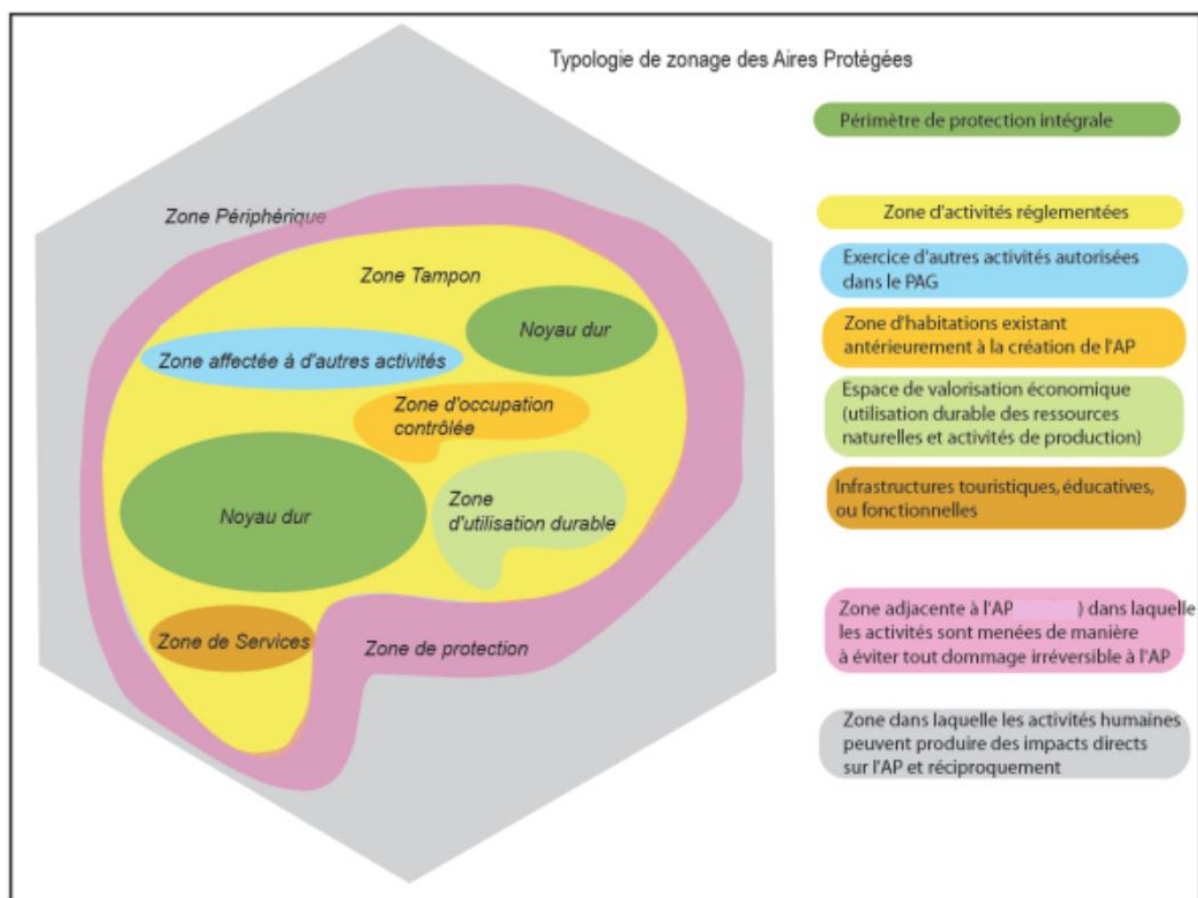 Typologie de zonage des Aires Protégées
Zone Périphérique
Zone Tampon
Noyau dur
Zone affectée à d'autres activités
Zone d'occupation
contrôlée
Noyau dur
Zone
d'utilisation durable
Zone de Services
Zone de protection
Périmètre de protection intégrale
Zone d'activités réglementées
Exercice d'autres activités autorisées
dans le PAG
Zone d'habitations existant
antérieurement à la création de l'AP
Espace de valorisation économique
(utilisation durable des ressources
naturelles et activités de production)
Infrastructures touristiques, éducatives,
ou fonctionnelles
Zone adjacente à l'AP ) dans laquelle
les activités sont menées de manière
à éviter tout dommage irréversible à l'AP
Zone dans laquelle les activités humaines
peuvent produire des impacts directs
sur l'AP et réciproquement